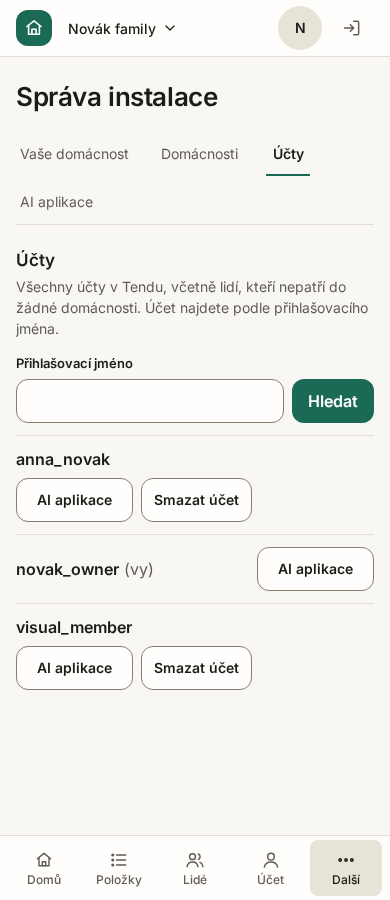 Novák family
N
Správa instalace
Vaše domácnost
Domácnosti
Účty
AI aplikace
Účty
Všechny účty v Tendu, včetně lidí, kteří nepatří do
žádné domácnosti. Účet najdete podle přihlašovacího
jména.
Přihlašovací jméno
Hledat
anna_novak
AI aplikace
Smazat účet
novak_owner (vy)
AI aplikace
visual_member
AI aplikace
Smazat účet
Domů
Položky
Lidé
Účet
Další